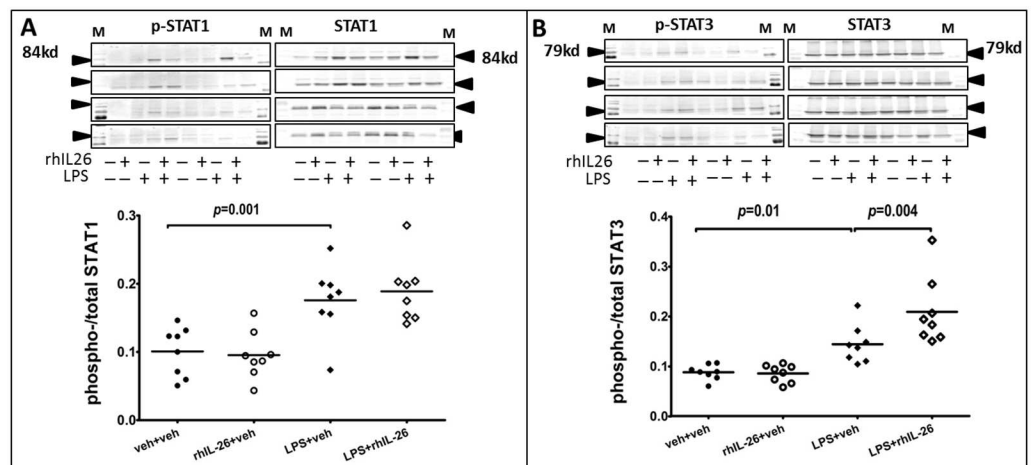 A
M p-STAT1 M STAT1 M
84kd 84kd
rhIL26 – + – + – + – + – + – + – + – +
LPS – – + + – – + + – – + + – – + +
p=0.001
phospho-/total STAT1
0.3
0.2
0.1
0.0
veh+veh rhIL-26+veh LPS+veh LPS+rhIL-26
B
M p-STAT3 M STAT3 M
79kd 79kd
rhIL26 – + – + – + – + – + – + – + – +
LPS – – + + – – + + – – + + – – + +
p=0.01 p=0.004
phospho-/total STAT3
0.4
0.3
0.2
0.1
0.0
veh+veh rhIL-26+veh LPS+veh LPS+rhIL-26